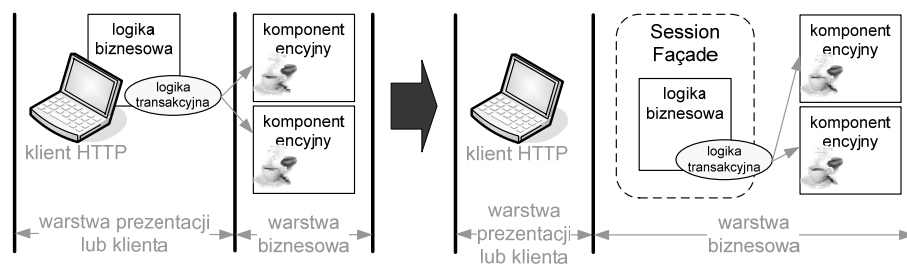 logika
biznesowa
komponent
encyjny
logika
transakcyjna
komponent
encyjny
klient HTTP
warstwa prezentacji
lub klienta
warstwa
biznesowa
klient HTTP
warstwa
prezentacji
lub klienta
Session
Façade
logika
biznesowa
logika
transakcyjna
komponent
encyjny
komponent
encyjny
warstwa
biznesowa